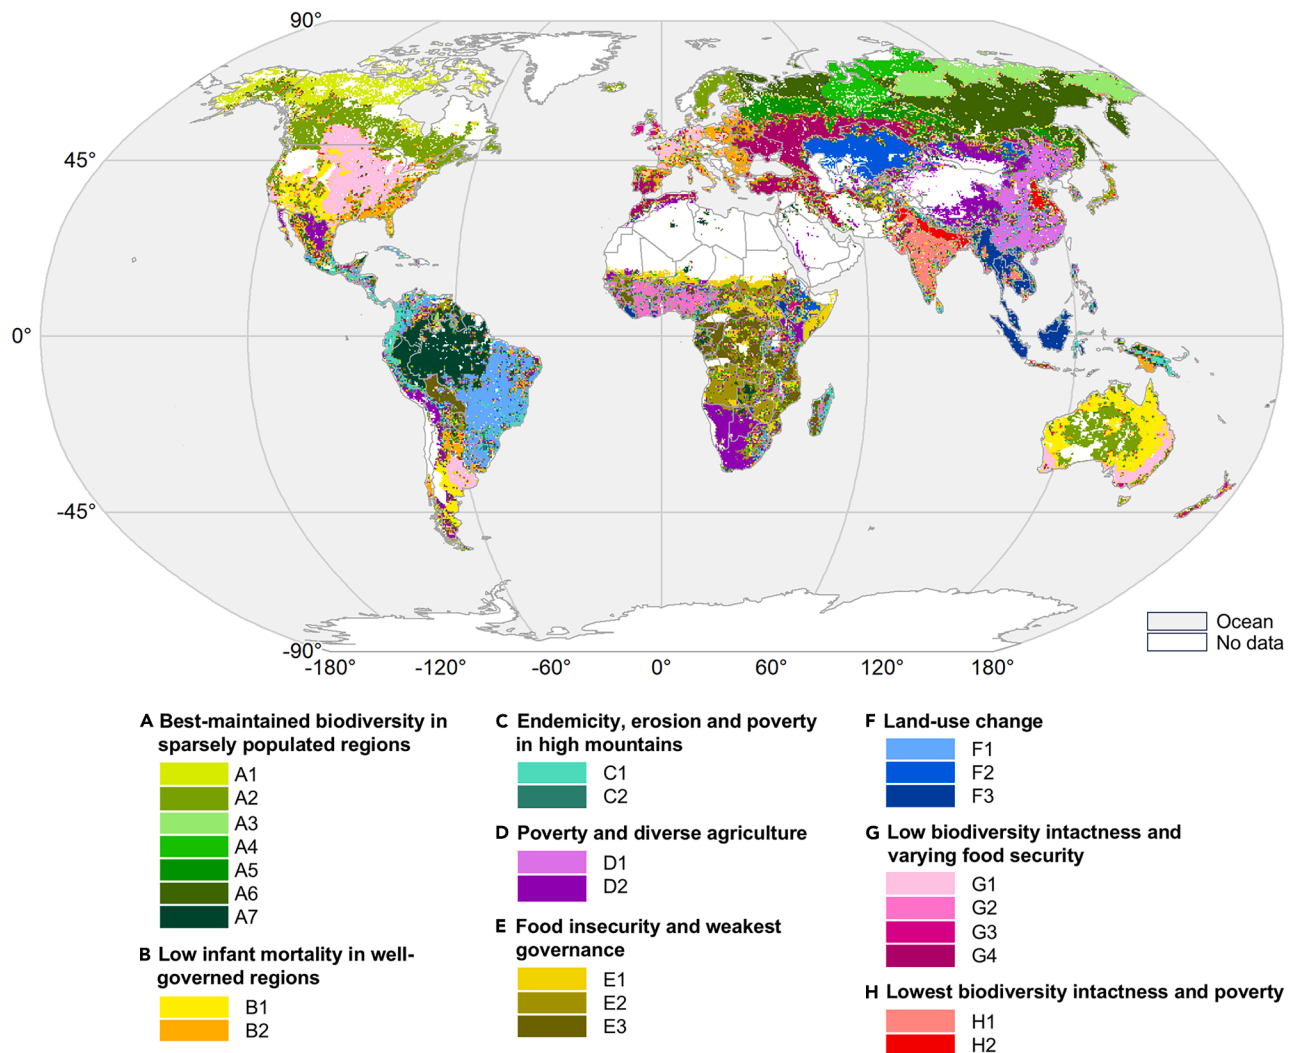 90°
45°
0°
-45°
-90°
-180°
-120°
-60°
0°
60°
120°
180°
Ocean
No data
A Best-maintained biodiversity in
sparsely populated regions
A1
A2
A3
A4
A5
A6
A7
B Low infant mortality in well-
governed regions
B1
B2
C Endemicity, erosion and poverty
in high mountains
C1
C2
D Poverty and diverse agriculture
D1
D2
E Food insecurity and weakest
governance
E1
E2
E3
F Land-use change
F1
F2
F3
G Low biodiversity intactness and
varying food security
G1
G2
G3
G4
H Lowest biodiversity intactness and poverty
H1
H2